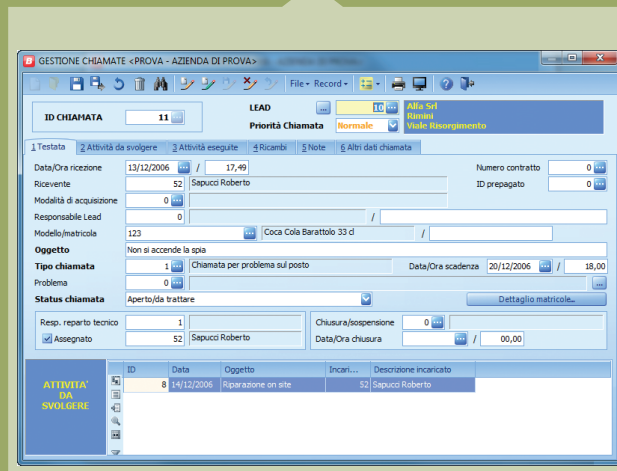 GESTIONE CHIAMATE <PROVA - AZIENDA DI PROVA>
File Record
ID CHIAMATA 11
LEAD ... 10 Alfa Srl
Rimini
Priorità Chiamata Normale Viale Risorgimento
1 Testata 2 Attività da svolgere 3 Attività eseguite 4 Ricambi 5 Note 6 Altri dati chiamata
Data/Ora ricezione 13/12/2006 / 17,49 Numero contratto 0
Ricevente 52 Sapucci Roberto ID prepagato 0
Modalità di acquisizione 0
Responsabile Lead 0 /
Modello/matricola 123 Coca Cola Barattolo 33 cl /
Oggetto Non si accende la spia
Tipo chiamata 1 Chiamata per problema sul posto Data/Ora scadenza 20/12/2006 / 18,00
Problema 0 ...
Status chiamata Aperto/da trattare Dettaglio matricole...
Resp. reparto tecnico 1 Chiusura/sospensione 0
Assegnato 52 Sapucci Roberto Data/Ora chiusura / 00,00
ATTIVITA' DA SVOLGERE
ID Data Oggetto Incari... Descrizione incaricato
8 14/12/2006 Riparazione on site 52 Sapucci Roberto